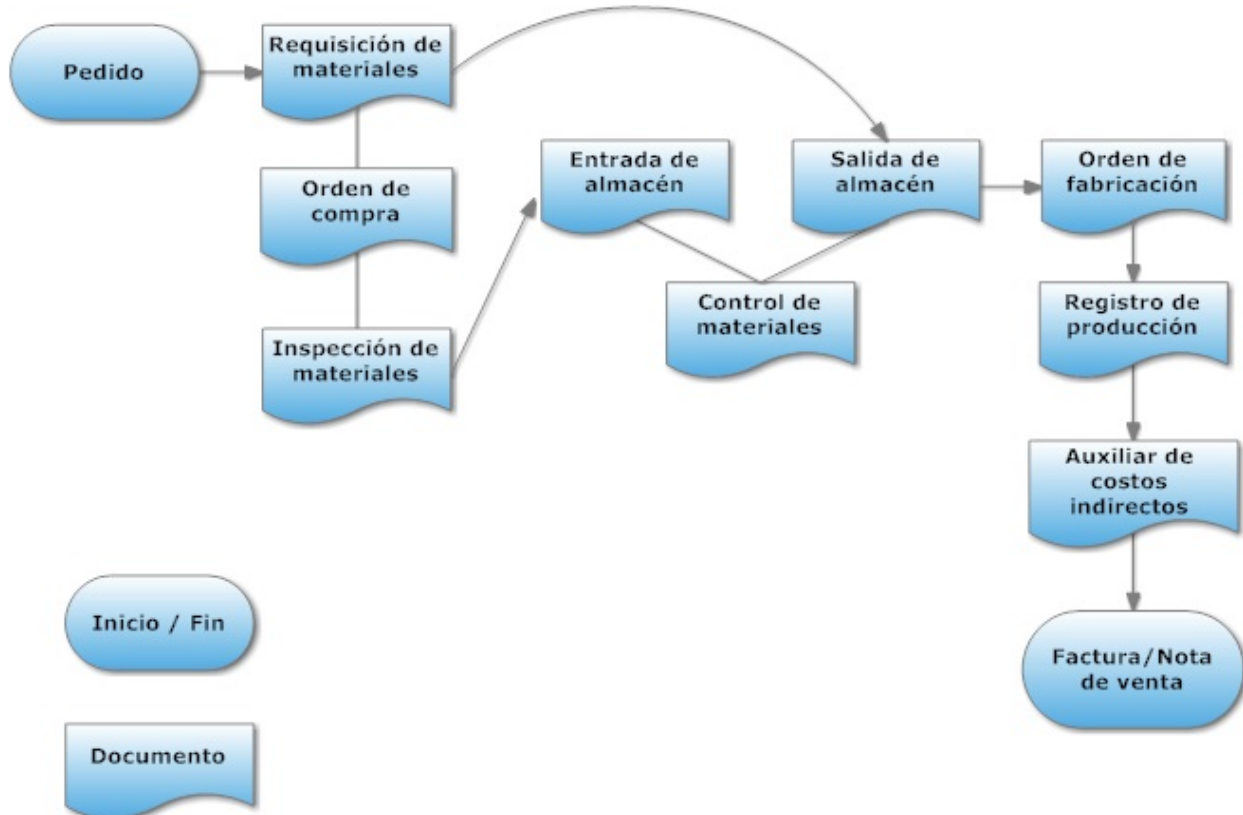 Pedido
Requisición de
materiales
Orden de
compra
Inspección de
materiales
Entrada de
almacén
Salida de
almacén
Control de
materiales
Orden de
fabricación
Registro de
producción
Auxiliar de
costos
indirectos
Factura/Nota
de venta
Inicio / Fin
Documento